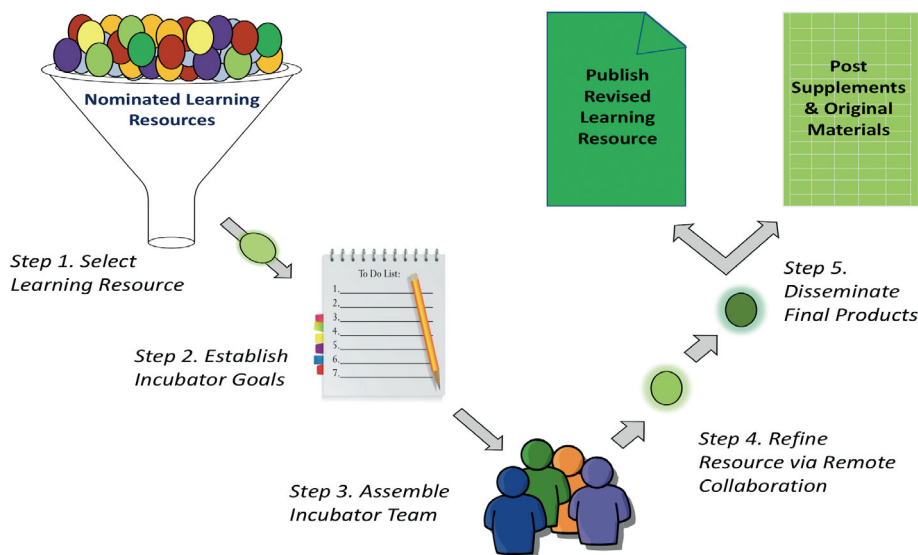 Nominated Learning
Resources
Step 1. Select
Learning Resource
To Do List:
1.
2.
3.
4.
5.
6.
7.
Step 2. Establish
Incubator Goals
Step 3. Assemble
Incubator Team
Step 4. Refine
Resource via Remote
Collaboration
Step 5.
Disseminate
Final Products
Publish
Revised
Learning
Resource
Post
Supplements
& Original
Materials